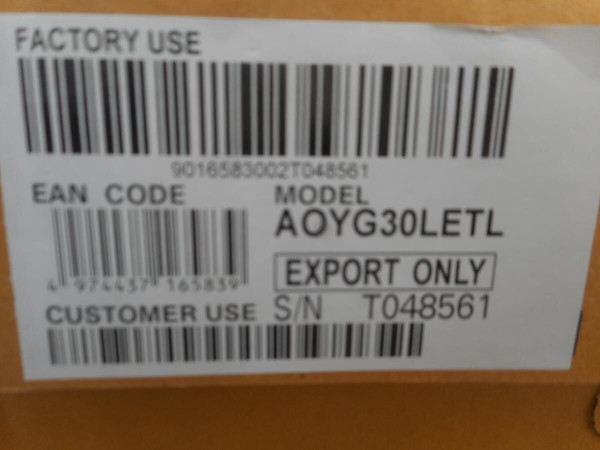 FACTORY USE
9016583002T048561
EAN CODE
MODEL
AOYG30LETL
4 974437 165839
EXPORT ONLY
CUSTOMER USE S/N T048561